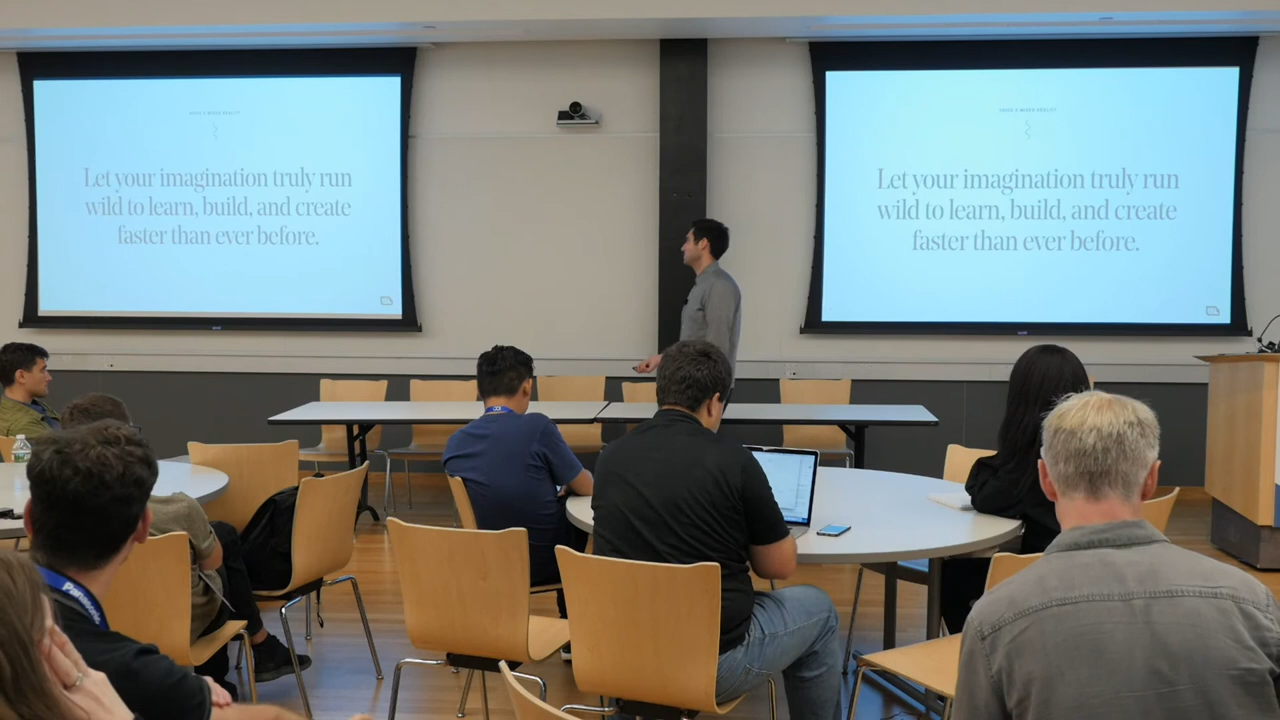 Let your imagination truly run
wild to learn, build, and create
faster than ever before.
Let your imagination truly run
wild to learn, build, and create
faster than ever before.
Panasonic